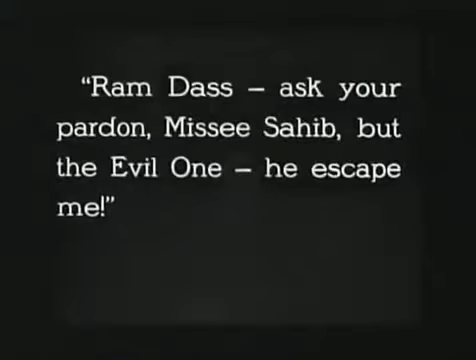 “Ram Dass – ask your
pardon, Missee Sahib, but
the Evil One – he escape
me!”